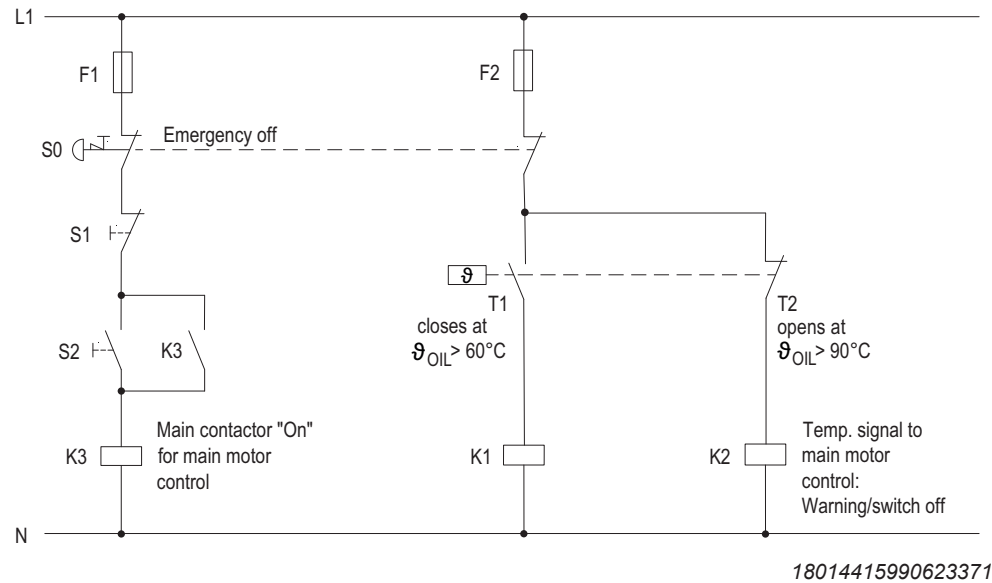 L1
F1
F2
S0
Emergency off
S1
ϑ
T1
closes at
ϑOIL> 60°C
T2
opens at
ϑOIL> 90°C
S2
K3
K3
Main contactor "On"
for main motor
control
K1
K2
Temp. signal to
main motor
control:
Warning/switch off
N
18014415990623371